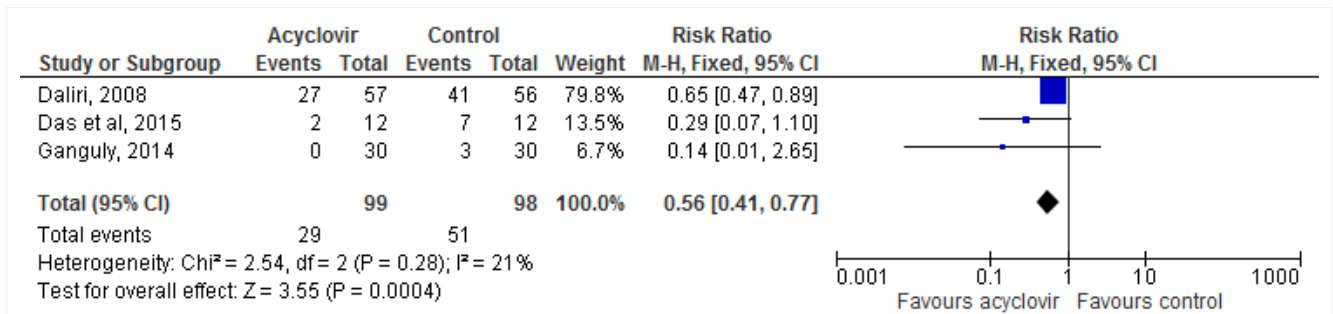 Acyclovir Control Risk Ratio Risk Ratio
Study or Subgroup Events Total Events Total Weight M-H, Fixed, 95% CI M-H, Fixed, 95% CI
Daliri, 2008 27 57 41 56 79.8% 0.65 [0.47, 0.89]
Das et al, 2015 2 12 7 12 13.5% 0.29 [0.07, 1.10]
Ganguly, 2014 0 30 3 30 6.7% 0.14 [0.01, 2.65]
Total (95% CI) 99 98 100.0% 0.56 [0.41, 0.77]
Total events 29 51
Heterogeneity: Chi² = 2.54, df = 2 (P = 0.28); I² = 21%
Test for overall effect: Z = 3.55 (P = 0.0004)
0.001 0.1 1 10 1000
Favours acyclovir Favours control